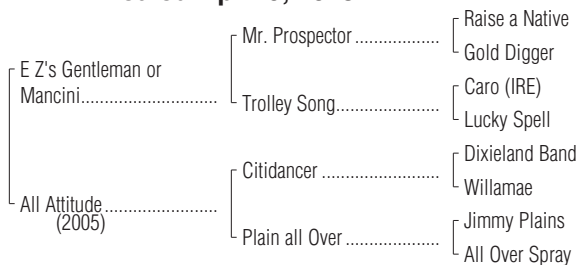 Raise a Native
Mr. Prospector
Gold Digger
E Z's Gentleman or
Mancini
Caro (IRE)
Trolley Song
Lucky Spell
Dixieland Band
Citidancer
Willamae
All Attitude
(2005)
Jimmy Plains
Plain all Over
All Over Spray